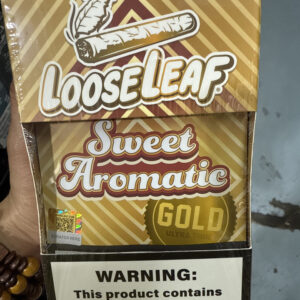 LOOSELEAF
Sweet
Aromatic
GOLD
WARNING:
This product contains